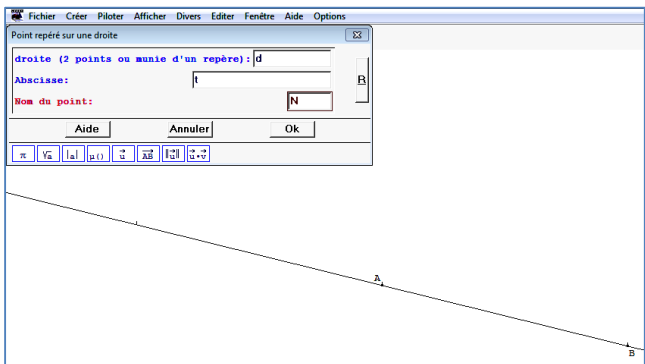 Fichier Créer Piloter Afficher Divers Editer Fenêtre Aide Options
Point repéré sur une droite
droite (2 points ou munie d'un repère): d
Abscisse: t
R
Nom du point: N
Aide Annuler Ok
π √a |a| μ() u⃗ AB⃗ ‖u⃗‖ u⃗·v⃗
A
B